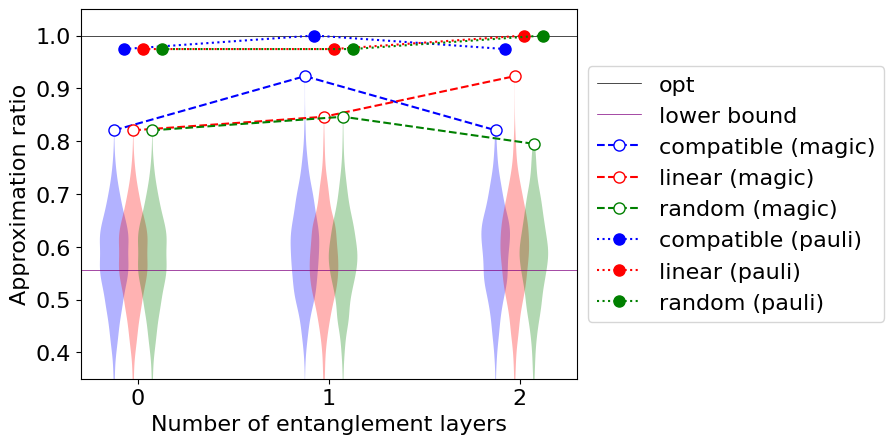 1.0
0.9
0.8
0.7
0.6
0.5
0.4
Approximation ratio
0 1 2
Number of entanglement layers
opt
lower bound
compatible (magic)
linear (magic)
random (magic)
compatible (pauli)
linear (pauli)
random (pauli)